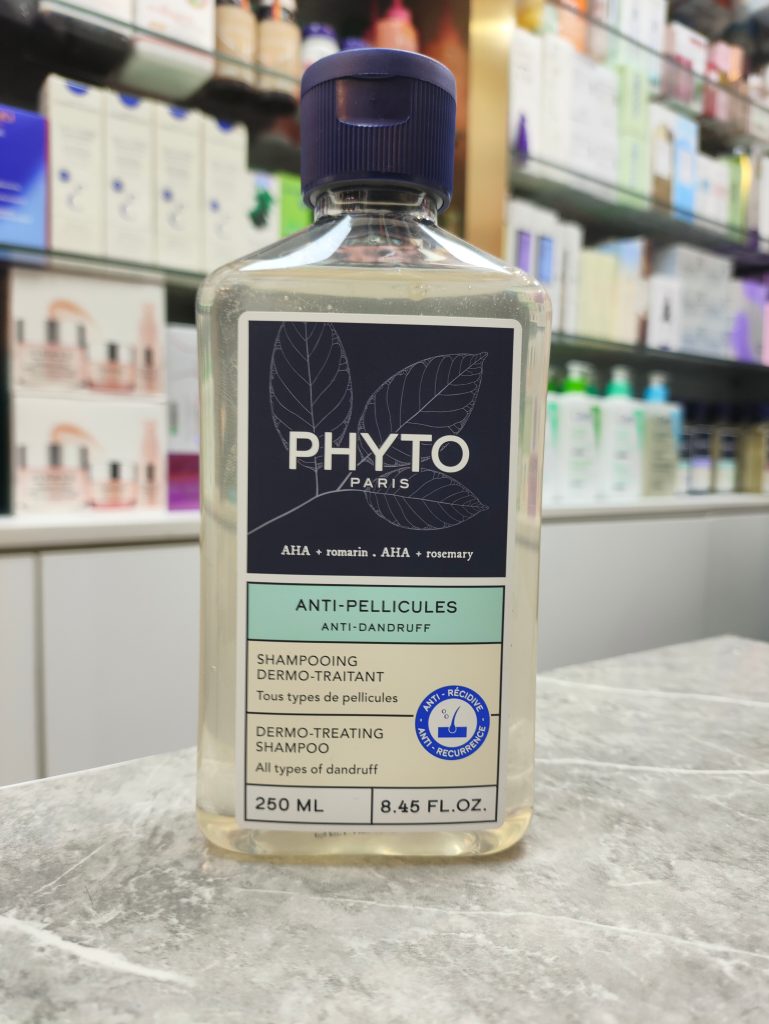 PHYTO
PARIS
AHA + romarin . AHA + rosemary
ANTI-PELLICULES
ANTI-DANDRUFF
SHAMPOOING
DERMO-TRAITANT
Tous types de pellicules
ANTI - RÉCIDIVE
- ANTI - RECURRENCE -
DERMO-TREATING
SHAMPOO
All types of dandruff
250 ML
8.45 FL.OZ.